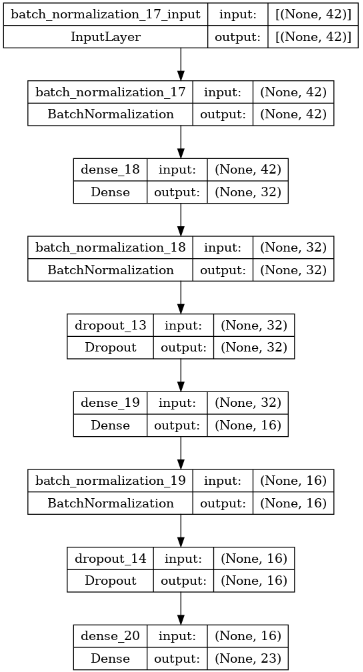 batch_normalization_17_input input: [(None, 42)]
InputLayer output: [(None, 42)]
batch_normalization_17 input: (None, 42)
BatchNormalization output: (None, 42)
dense_18 input: (None, 42)
Dense output: (None, 32)
batch_normalization_18 input: (None, 32)
BatchNormalization output: (None, 32)
dropout_13 input: (None, 32)
Dropout output: (None, 32)
dense_19 input: (None, 32)
Dense output: (None, 16)
batch_normalization_19 input: (None, 16)
BatchNormalization output: (None, 16)
dropout_14 input: (None, 16)
Dropout output: (None, 16)
dense_20 input: (None, 16)
Dense output: (None, 23)